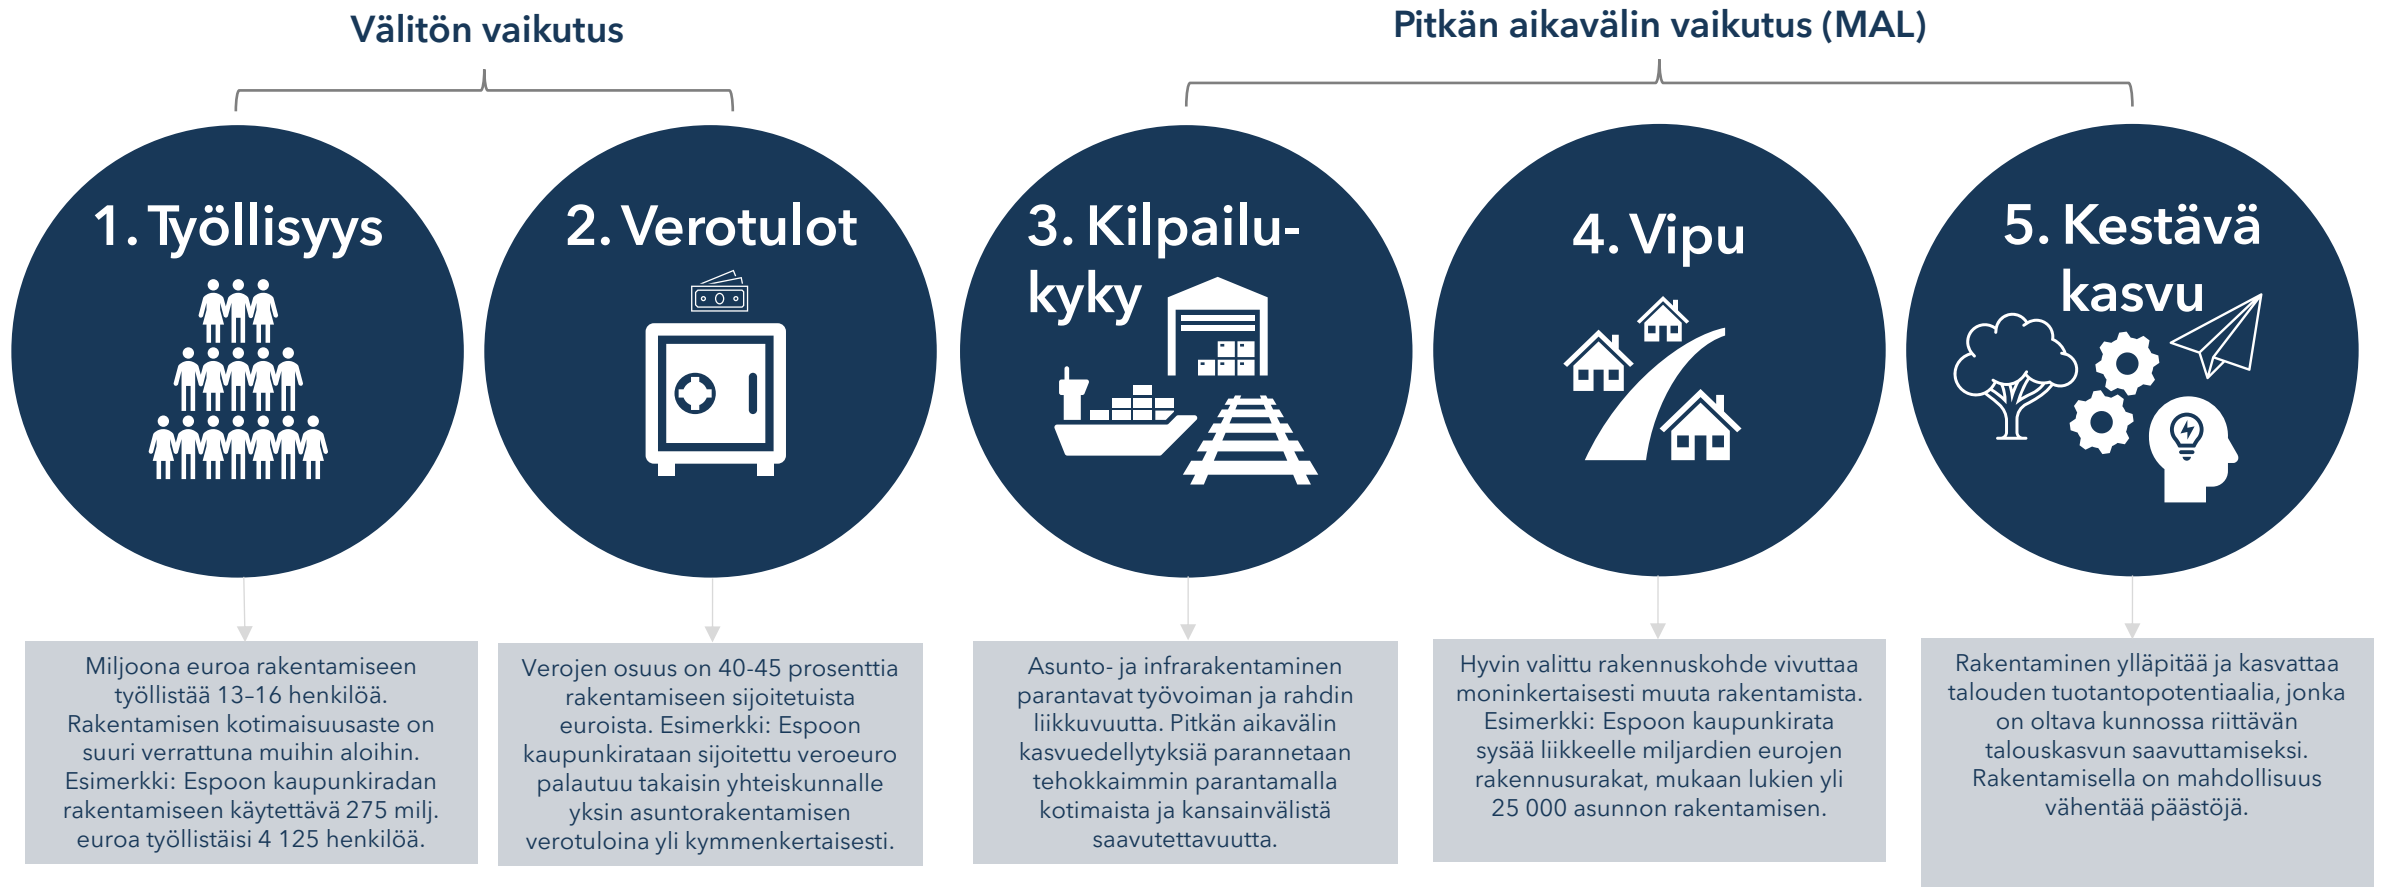 Välitön vaikutus
Pitkän aikavälin vaikutus (MAL)
1. Työllisyys
2. Verotulot
3. Kilpailu-
kyky
4. Vipu
5. Kestävä
kasvu
Miljoona euroa rakentamiseen
työllistää 13–16 henkilöä.
Rakentamisen kotimaisuusaste on
suuri verrattuna muihin aloihin.
Esimerkki: Espoon kaupunkiradan
rakentamiseen käytettävä 275 milj.
euroa työllistäisi 4 125 henkilöä.
Verojen osuus on 40-45 prosenttia
rakentamiseen sijoitetuista
euroista. Esimerkki: Espoon
kaupunkirataan sijoitettu veroeuro
palautuu takaisin yhteiskunnalle
yksin asuntorakentamisen
verotuloina yli kymmenkertaisesti.
Asunto- ja infrarakentaminen
parantavat työvoiman ja rahdin
liikkuvuutta. Pitkän aikavälin
kasvuedellytyksiä parannetaan
tehokkaimmin parantamalla
kotimaista ja kansainvälistä
saavutettavuutta.
Hyvin valittu rakennuskohde vivuttaa
moninkertaisesti muuta rakentamista.
Esimerkki: Espoon kaupunkirata
sysää liikkeelle miljardien eurojen
rakennusurakat, mukaan lukien yli
25 000 asunnon rakentamisen.
Rakentaminen ylläpitää ja kasvattaa
talouden tuotantopotentiaalia, jonka
on oltava kunnossa riittävän
talouskasvun saavuttamiseksi.
Rakentamisella on mahdollisuus
vähentää päästöjä.